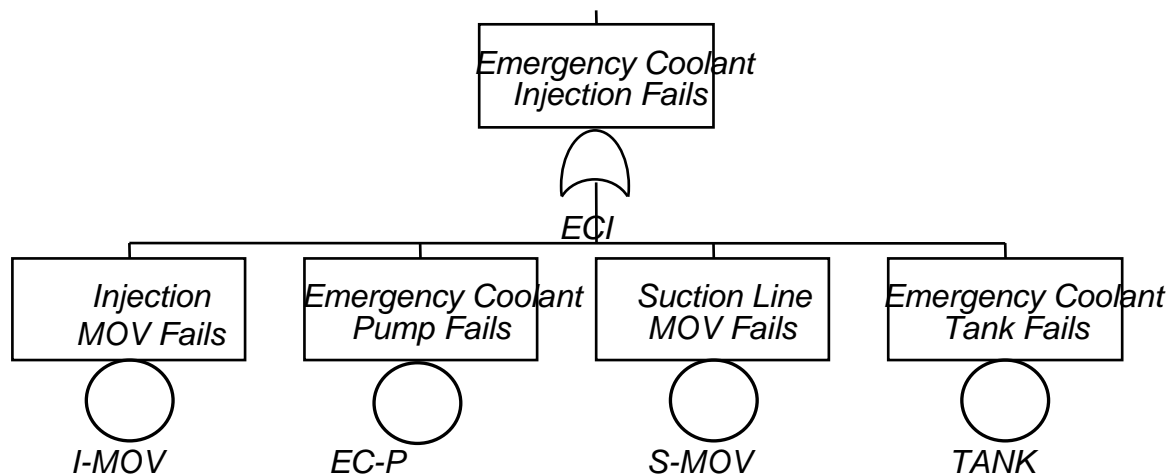 Emergency Coolant
Injection Fails
ECI
Injection
MOV Fails
Emergency Coolant
Pump Fails
Suction Line
MOV Fails
Emergency Coolant
Tank Fails
I-MOV
EC-P
S-MOV
TANK